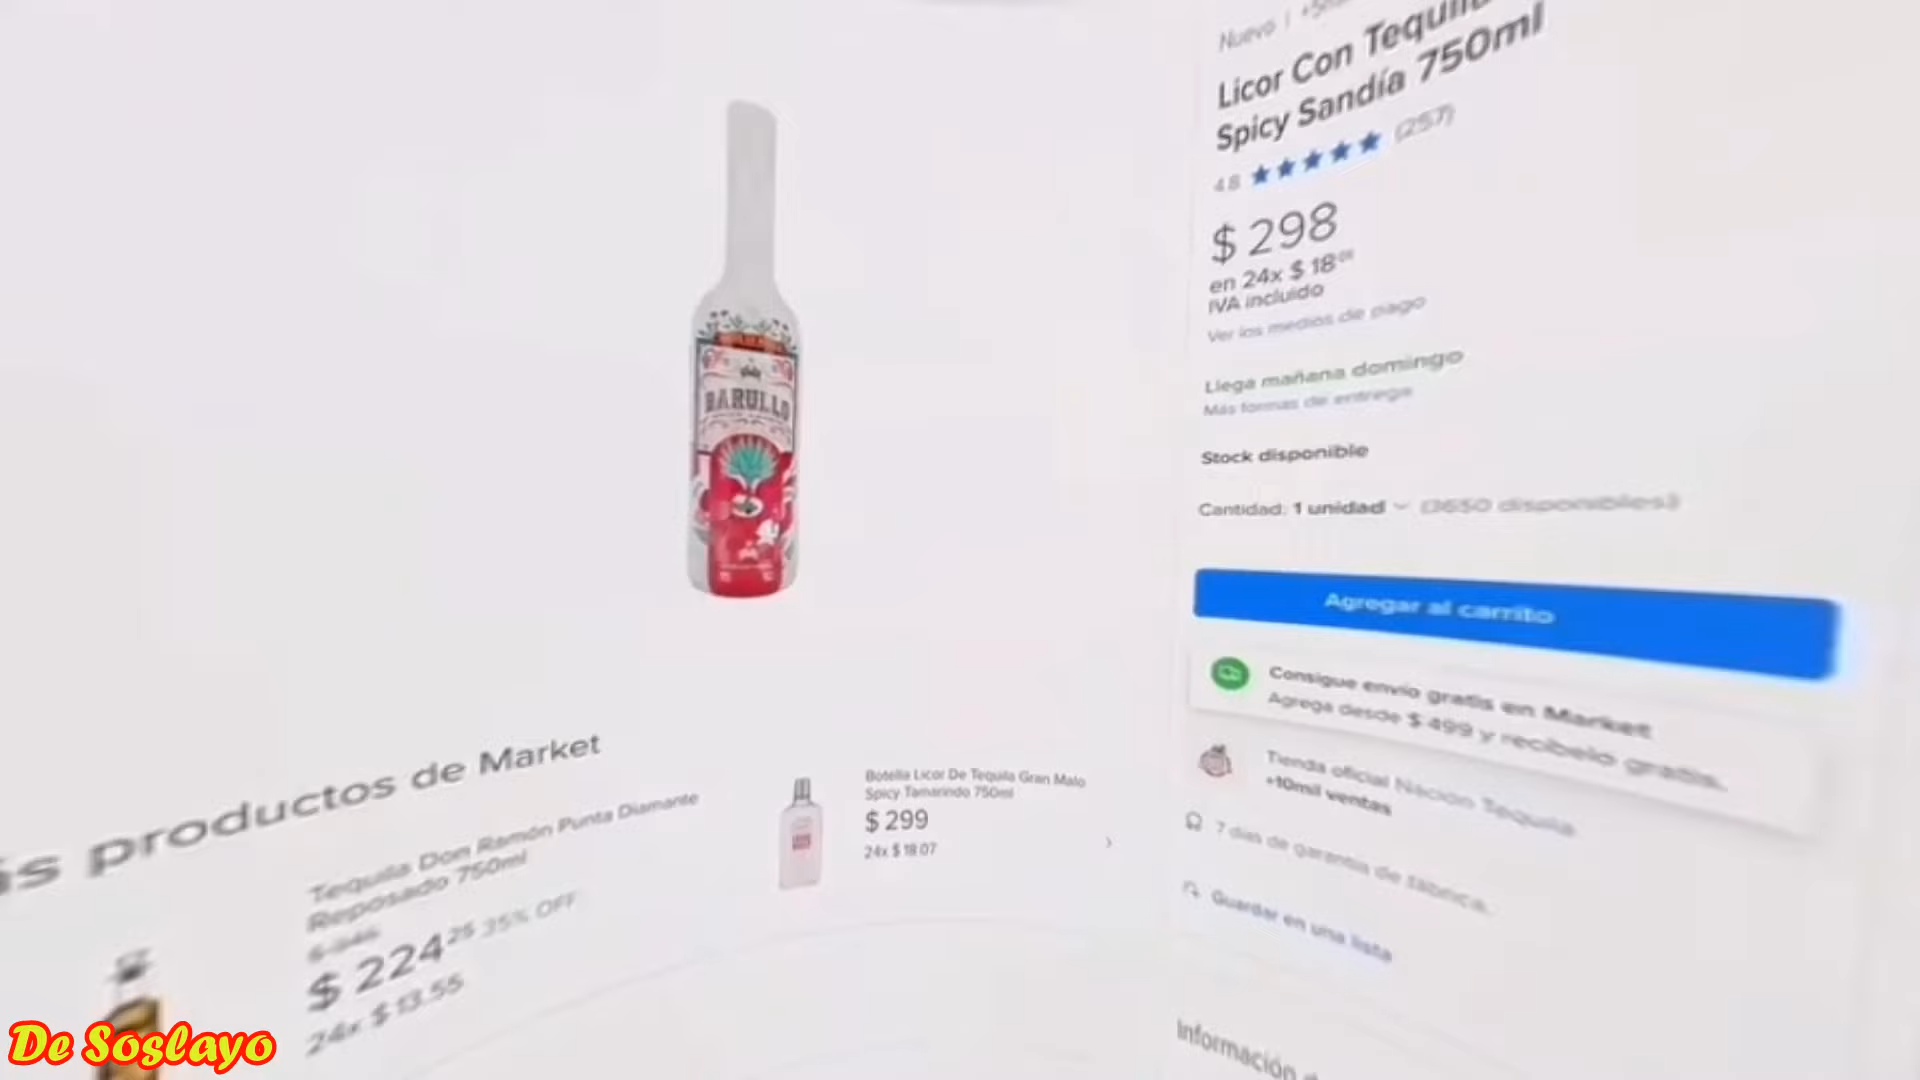 Nuevo |
Licor Con Tequila
Spicy Sandía 750ml
4.8 (257)
$ 298
en 24x $ 18
IVA incluido
Ver los medios de pago
Llega mañana domingo
Más formas de entrega
Stock disponible
Cantidad: 1 unidad (3650 disponibles)
Agregar al carrito
Consigue envío gratis en Market
Agrega desde $ 499 y recíbelo gratis.
Tienda oficial Nación Tequila
+10mil ventas
7 días de garantía de fábrica.
Guardar en una lista
Información
BARULLO
ás productos de Market
Tequila Don Ramón Punta Diamante
Reposado 750ml
$ 224 25 35% OFF
24x $ 13.55
Botella Licor De Tequila Gran Malo
Spicy Tamarindo 750ml
$ 299
24x $ 18.07
De Soslayo